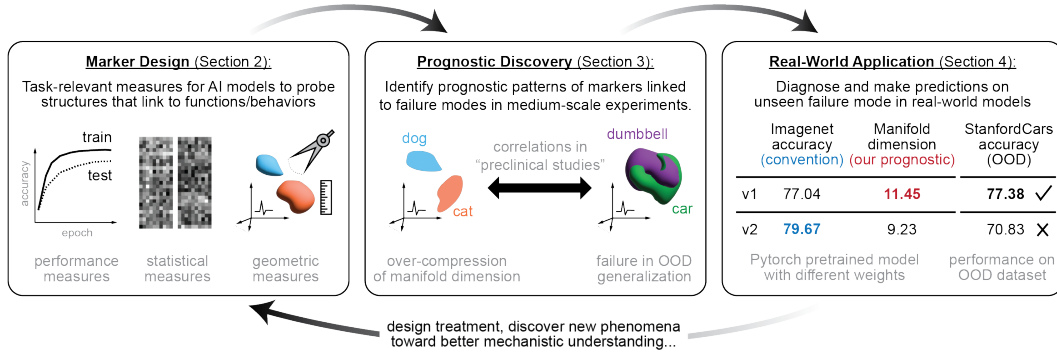 Marker Design (Section 2):
Task-relevant measures for AI models to probe
structures that link to functions/behaviors
accuracy
train
test
epoch
performance
measures
statistical
measures
geometric
measures
Prognostic Discovery (Section 3):
Identify prognostic patterns of markers linked
to failure modes in medium-scale experiments.
dog
cat
correlations in
“preclinical studies”
dumbbell
car
over-compression
of manifold dimension
failure in OOD
generalization
Real-World Application (Section 4):
Diagnose and make predictions on
unseen failure mode in real-world models
Imagenet
accuracy
(convention)
Manifold
dimension
(our prognostic)
StanfordCars
accuracy
(OOD)
v1 77.04 11.45 77.38 ✓
v2 79.67 9.23 70.83 ✕
Pytorch pretrained model
with different weights
performance on
OOD dataset
design treatment, discover new phenomena
toward better mechanistic understanding...